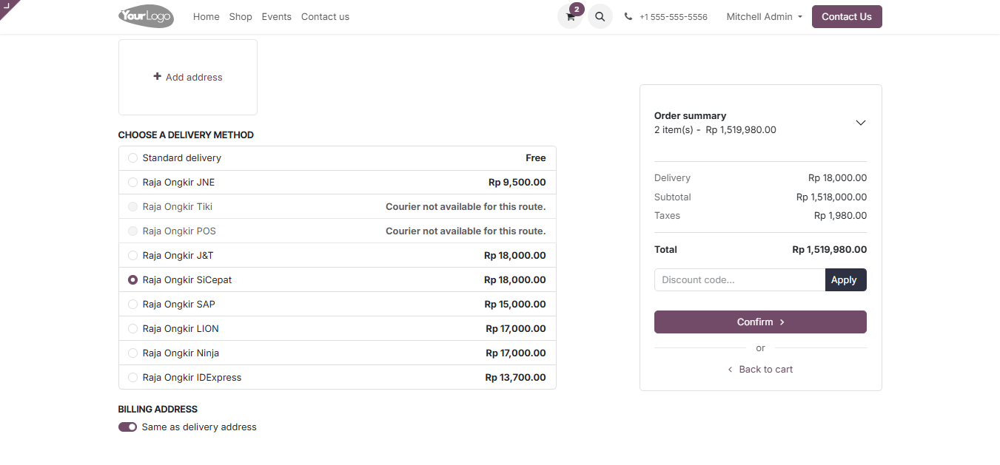 YourLogo
Home Shop Events Contact us
2
+1 555-555-5556
Mitchell Admin
Contact Us
Add address
CHOOSE A DELIVERY METHOD
Standard delivery Free
Raja Ongkir JNE Rp 9,500.00
Raja Ongkir Tiki Courier not available for this route.
Raja Ongkir POS Courier not available for this route.
Raja Ongkir J&T Rp 18,000.00
Raja Ongkir SiCepat Rp 18,000.00
Raja Ongkir SAP Rp 15,000.00
Raja Ongkir LION Rp 17,000.00
Raja Ongkir Ninja Rp 17,000.00
Raja Ongkir IDExpress Rp 13,700.00
BILLING ADDRESS
Same as delivery address
Order summary
2 item(s) - Rp 1,519,980.00
Delivery Rp 18,000.00
Subtotal Rp 1,518,000.00
Taxes Rp 1,980.00
Total Rp 1,519,980.00
Discount code... Apply
Confirm
or
Back to cart